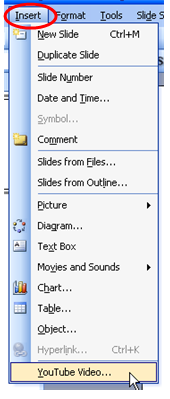 Insert Format Tools Slide S
New Slide Ctrl+M
Duplicate Slide
Slide Number
Date and Time...
Symbol...
Comment
Slides from Files...
Slides from Outline...
Picture
Diagram...
Text Box
Movies and Sounds
Chart...
Table...
Object...
Hyperlink... Ctrl+K
YouTube Video...